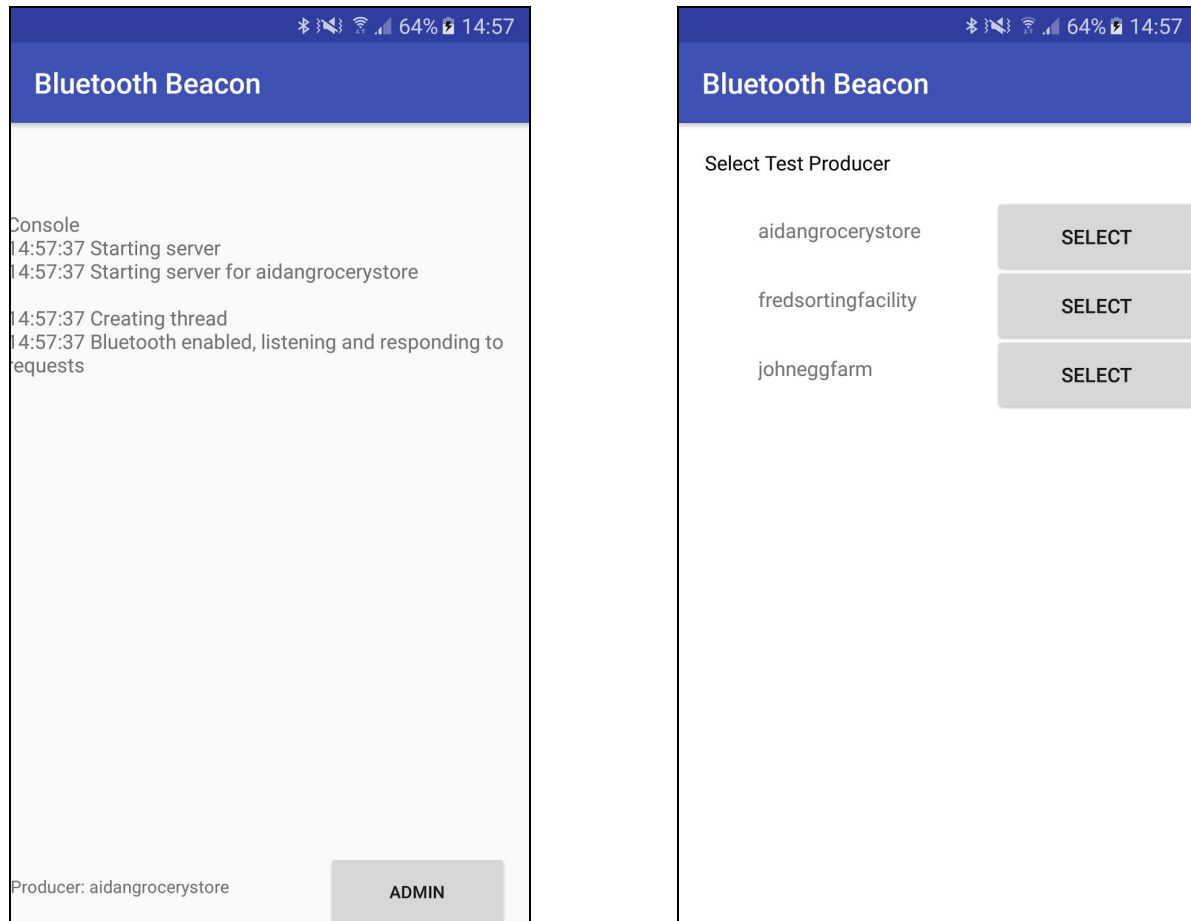 64% 14:57
Bluetooth Beacon
Console
14:57:37 Starting server
14:57:37 Starting server for aidangrocerystore
14:57:37 Creating thread
14:57:37 Bluetooth enabled, listening and responding to
requests
Producer: aidangrocerystore
ADMIN
64% 14:57
Bluetooth Beacon
Select Test Producer
aidangrocerystore SELECT
fredsortingfacility SELECT
johneggfarm SELECT